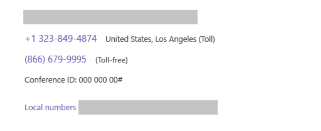 +1 323-849-4874 United States, Los Angeles (Toll)
(866) 679-9995 (Toll-free)
Conference ID: 000 000 00#
Local numbers